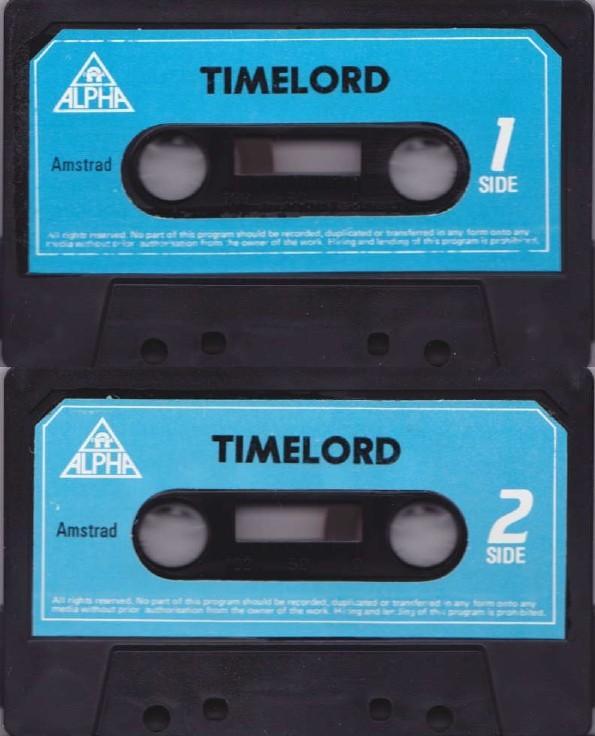 TIMELORD
ALPHA
Amstrad
1
SIDE
All rights reserved. No part of this program should be recorded, duplicated or transferred in any form onto any
media without prior authorisation from the owner of the work. Hiring and lending of this program is prohibited.
TIMELORD
ALPHA
Amstrad
2
SIDE
100 50
All rights reserved. No part of this program should be recorded, duplicated or transferred in any form onto any
media without prior authorisation from the owner of the work. Hiring and lending of this program is prohibited.